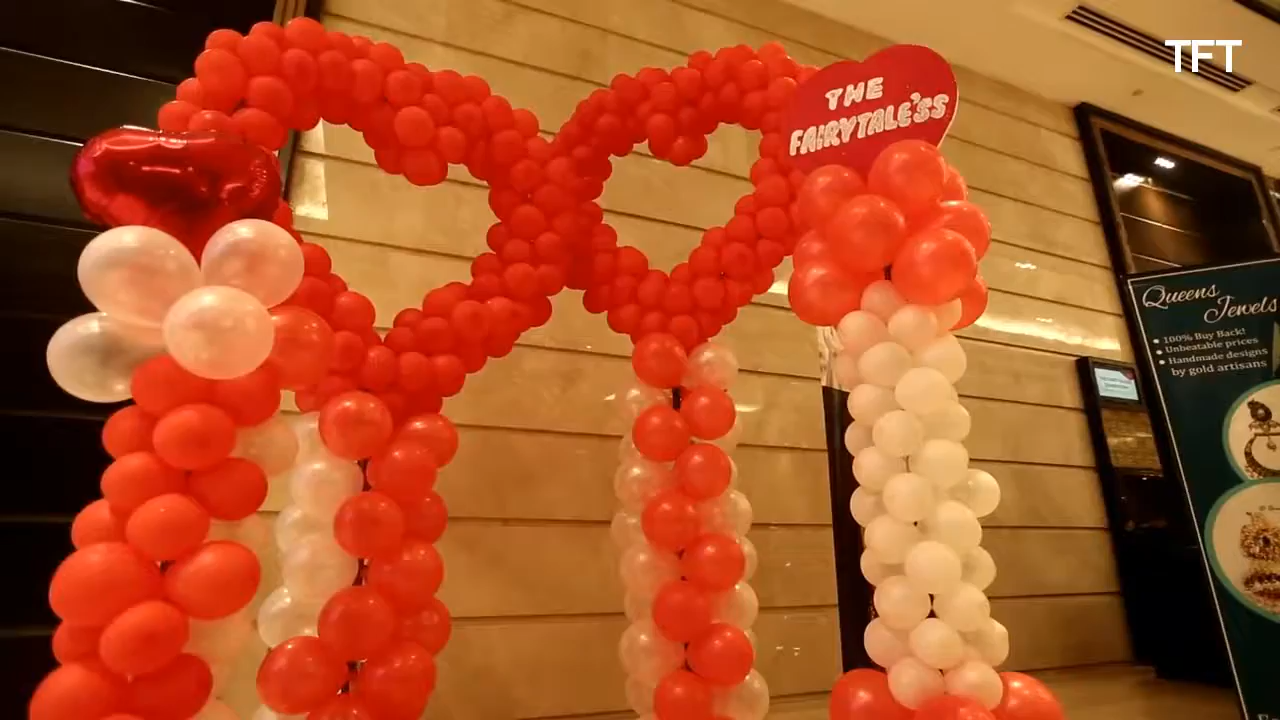 TFT
THE
FAIRYTALE'SS
Queens
Jewels
100% Buy Back!
Unbeatable prices
Handmade designs
by gold artisans